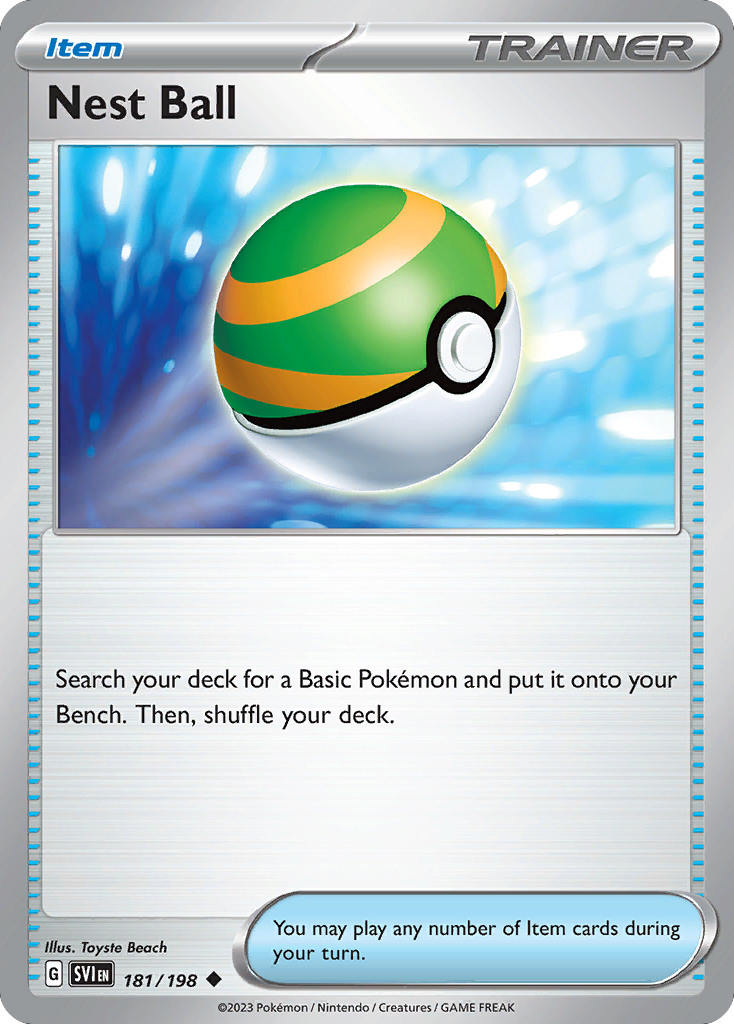 Item
TRAINER
Nest Ball
Search your deck for a Basic Pokémon and put it onto your
Bench. Then, shuffle your deck.
You may play any number of Item cards during
your turn.
Illus. Toyste Beach
G SVI EN 181/198
©2023 Pokémon / Nintendo / Creatures / GAME FREAK